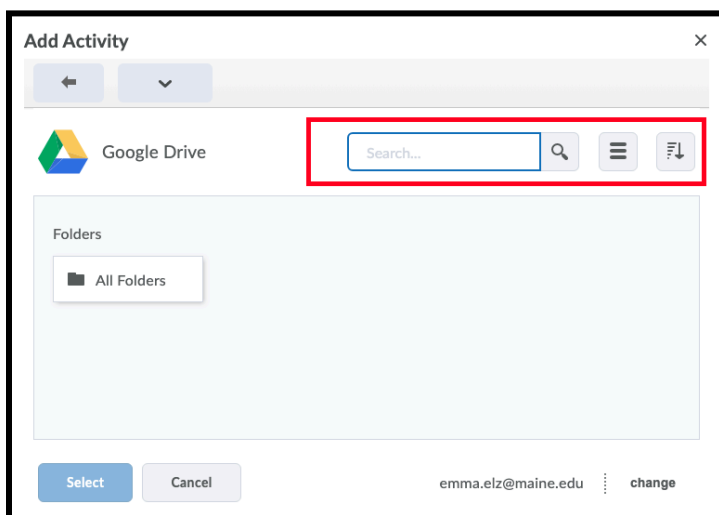 Add Activity
Google Drive
Search...
Folders
All Folders
Select Cancel emma.elz@maine.edu change